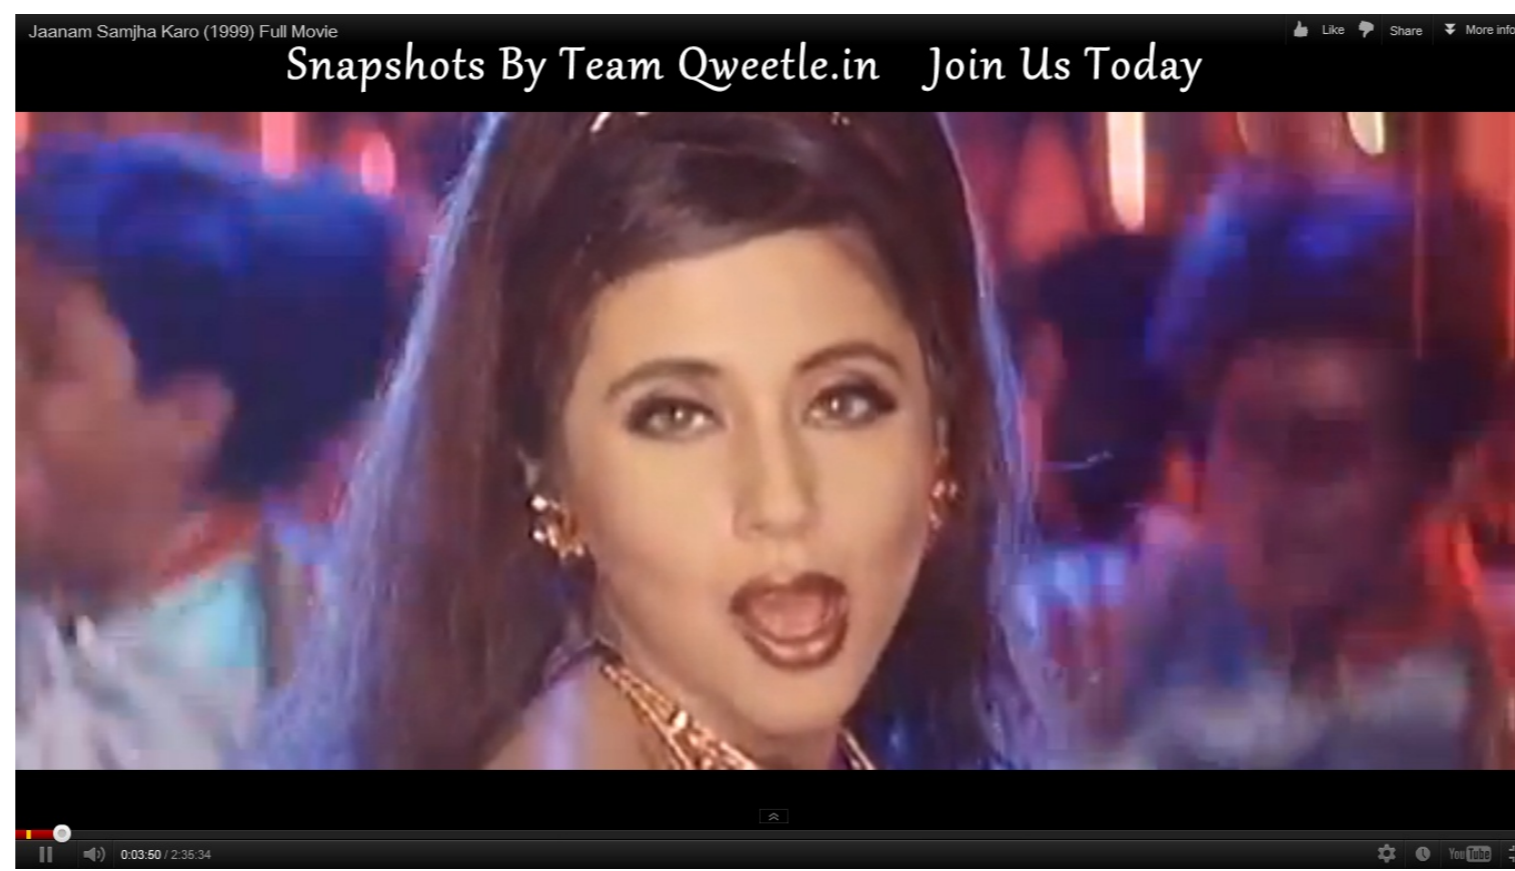 Jaanam Samjha Karo (1999) Full Movie
Like Share More info
Snapshots By Team Qweetle.in Join Us Today
0:03:50 / 2:35:34
YouTube